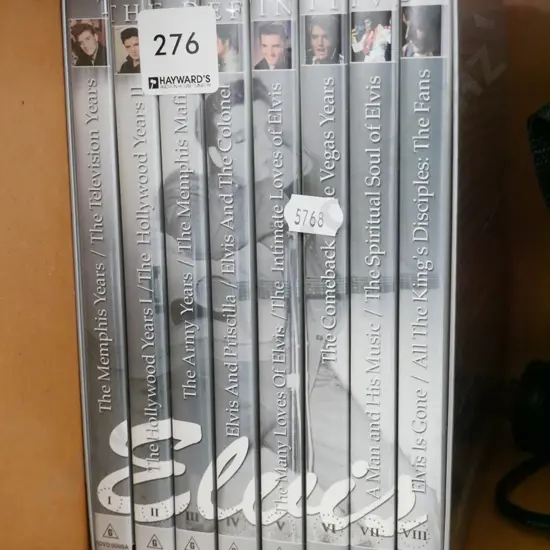 THE DEFINITIVE
276
HAYWARD'S
5768
The Memphis Years / The Television Years
The Hollywood Years I / The Hollywood Years II
The Army Years / The Memphis Mafia
Elvis And Priscilla / Elvis And The Colonel
The Many Loves Of Elvis / The Intimate Loves of Elvis
The Comeback / The Vegas Years
A Man and His Music / The Spiritual Soul of Elvis
Elvis Is Gone / All The King's Disciples: The Fans
Elvis
I
II
III
IV
V
VI
VII
VIII
G
G
G
G